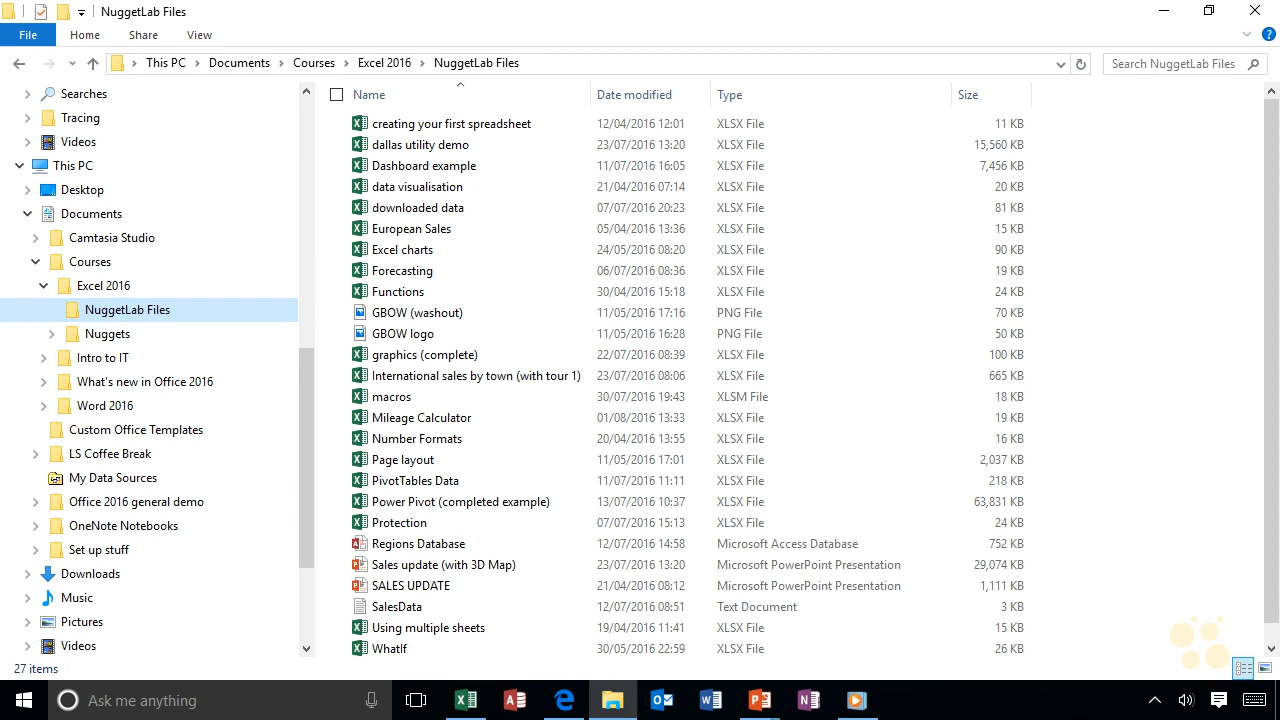 NuggetLab Files
File Home Share View
This PC Documents Courses Excel 2016 NuggetLab Files Search NuggetLab Files
Searches
Tracing
Videos
This PC
Desktop
Documents
Camtasia Studio
Courses
Excel 2016
NuggetLab Files
Nuggets
Intro to IT
What's new in Office 2016
Word 2016
Custom Office Templates
LS Coffee Break
My Data Sources
Office 2016 general demo
OneNote Notebooks
Set up stuff
Downloads
Music
Pictures
Videos
Name Date modified Type Size
creating your first spreadsheet 12/04/2016 12:01 XLSX File 11 KB
dallas utility demo 23/07/2016 13:20 XLSX File 15,560 KB
Dashboard example 11/07/2016 16:05 XLSX File 7,456 KB
data visualisation 21/04/2016 07:14 XLSX File 20 KB
downloaded data 07/07/2016 20:23 XLSX File 81 KB
European Sales 05/04/2016 13:36 XLSX File 15 KB
Excel charts 24/05/2016 08:20 XLSX File 90 KB
Forecasting 06/07/2016 08:36 XLSX File 19 KB
Functions 30/04/2016 15:18 XLSX File 24 KB
GBOW (washout) 11/05/2016 17:16 PNG File 70 KB
GBOW logo 11/05/2016 16:28 PNG File 50 KB
graphics (complete) 22/07/2016 08:39 XLSX File 100 KB
International sales by town (with tour 1) 23/07/2016 08:06 XLSX File 665 KB
macros 30/07/2016 19:43 XLSM File 18 KB
Mileage Calculator 01/08/2016 13:33 XLSX File 19 KB
Number Formats 20/04/2016 13:55 XLSX File 16 KB
Page layout 11/05/2016 17:01 XLSX File 2,037 KB
PivotTables Data 11/07/2016 11:11 XLSX File 218 KB
Power Pivot (completed example) 13/07/2016 10:37 XLSX File 63,831 KB
Protection 07/07/2016 15:13 XLSX File 24 KB
Regions Database 12/07/2016 14:58 Microsoft Access Database 752 KB
Sales update (with 3D Map) 23/07/2016 13:20 Microsoft PowerPoint Presentation 29,074 KB
SALES UPDATE 21/04/2016 08:12 Microsoft PowerPoint Presentation 1,111 KB
SalesData 12/07/2016 08:51 Text Document 3 KB
Using multiple sheets 19/04/2016 11:41 XLSX File 15 KB
WhatIf 30/05/2016 22:59 XLSX File 26 KB
27 items
Ask me anything